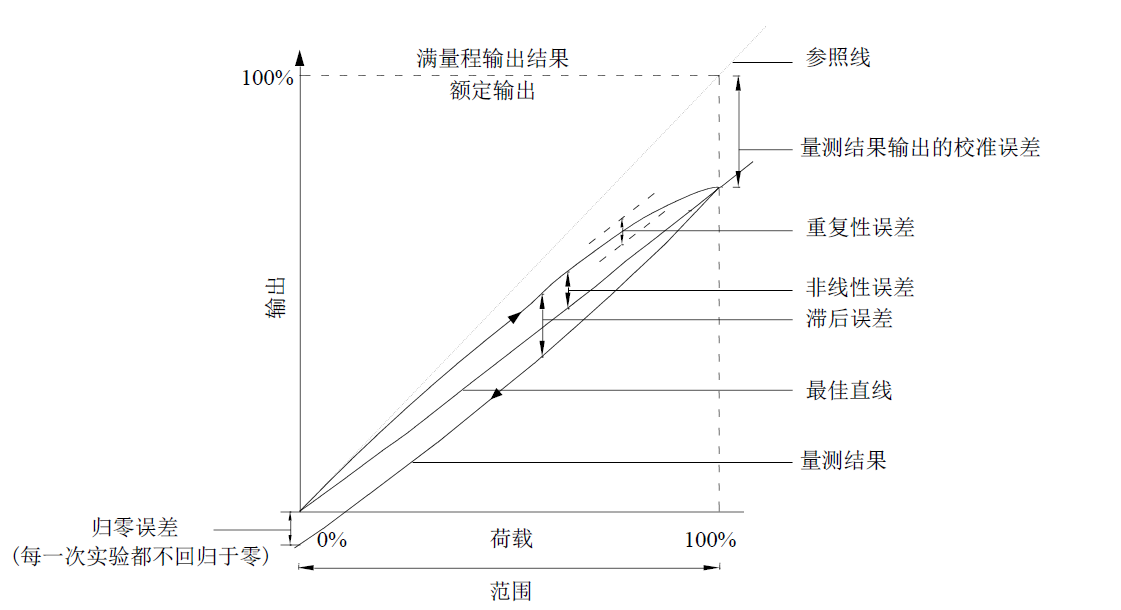 满量程输出结果
参照线
100%
额定输出
量测结果输出的校准误差
重复性误差
输出
非线性误差
滞后误差
最佳直线
量测结果
归零误差
(每一次实验都不回归于零)
0%
荷载
100%
范围